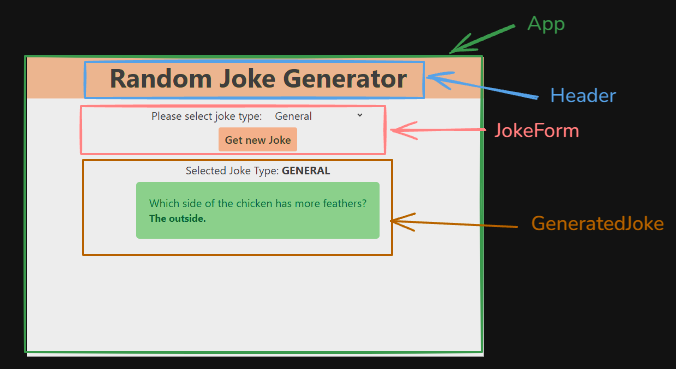 App
Random Joke Generator
Header
Please select joke type: General
Get new Joke
JokeForm
Selected Joke Type: GENERAL
Which side of the chicken has more feathers?
The outside.
GeneratedJoke